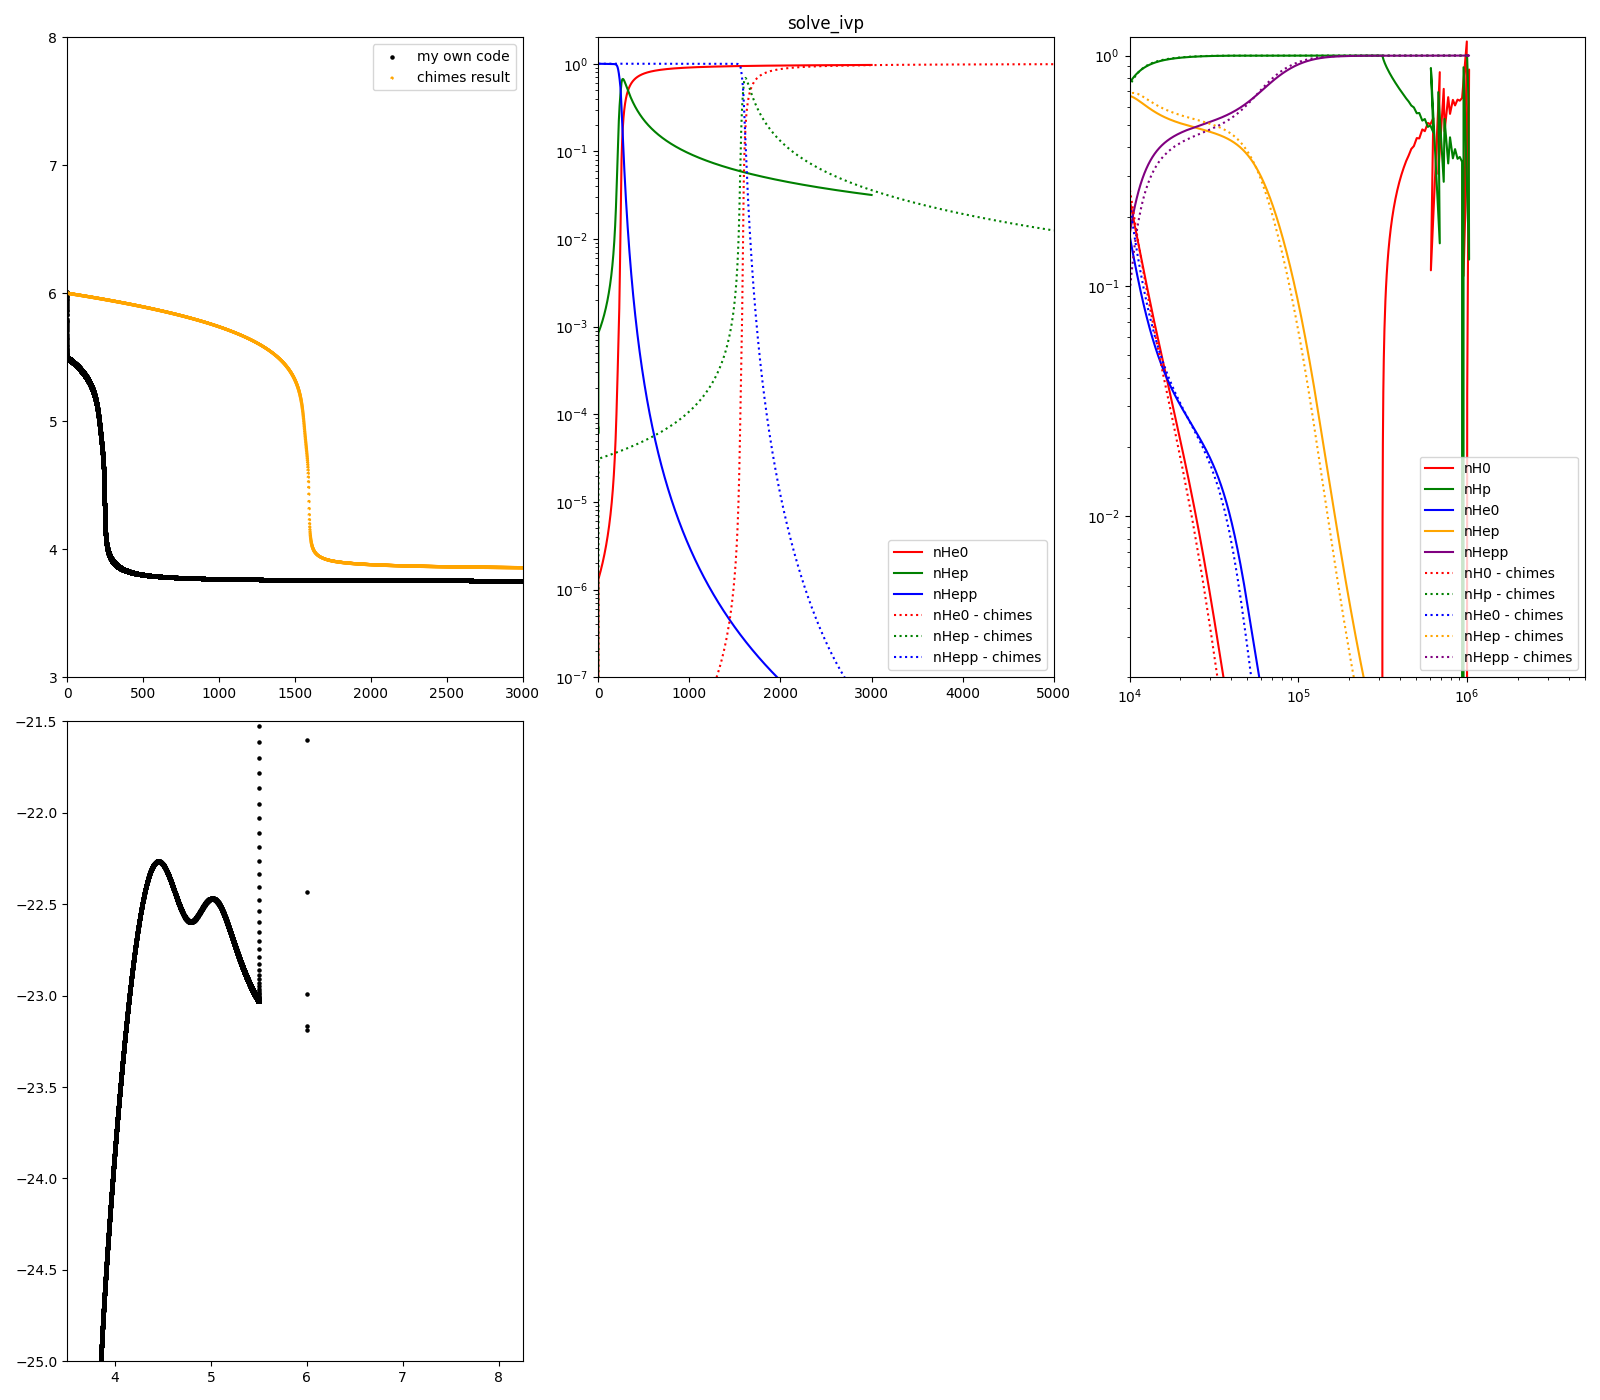 solve_ivp
8
7
6
5
4
3
0 500 1000 1500 2000 2500 3000
my own code
chimes result
10^0
10^−1
10^−2
10^−3
10^−4
10^−5
10^−6
10^−7
0 1000 2000 3000 4000 5000
nHe0
nHep
nHepp
nHe0 - chimes
nHep - chimes
nHepp - chimes
10^0
10^−1
10^−2
10^4 10^5 10^6
nH0
nHp
nHe0
nHep
nHepp
nH0 - chimes
nHp - chimes
nHe0 - chimes
nHep - chimes
nHepp - chimes
−21.5
−22.0
−22.5
−23.0
−23.5
−24.0
−24.5
−25.0
4 5 6 7 8